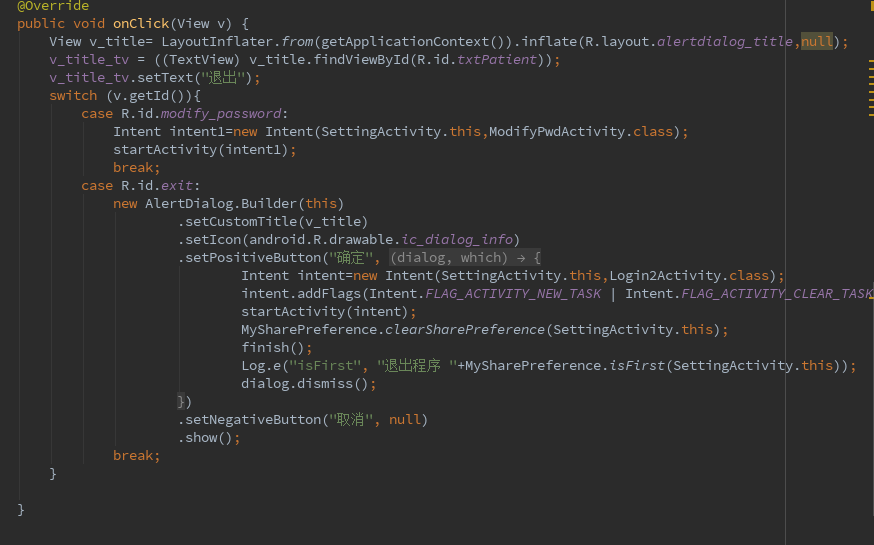 @Override
public void onClick(View v) {
View v_title= LayoutInflater.from(getApplicationContext()).inflate(R.layout.alertdialog_title,null);
v_title_tv = ((TextView) v_title.findViewById(R.id.txtPatient));
v_title_tv.setText("退出");
switch (v.getId()){
case R.id.modify_password:
Intent intent1=new Intent(SettingActivity.this,ModifyPwdActivity.class);
startActivity(intent1);
break;
case R.id.exit:
new AlertDialog.Builder(this)
.setCustomTitle(v_title)
.setIcon(android.R.drawable.ic_dialog_info)
.setPositiveButton("确定", (dialog, which) → {
Intent intent=new Intent(SettingActivity.this,Login2Activity.class);
intent.addFlags(Intent.FLAG_ACTIVITY_NEW_TASK | Intent.FLAG_ACTIVITY_CLEAR_TASK
startActivity(intent);
MySharePreference.clearSharePreference(SettingActivity.this);
finish();
Log.e("isFirst", "退出程序 "+MySharePreference.isFirst(SettingActivity.this));
dialog.dismiss();
})
.setNegativeButton("取消", null)
.show();
break;
}
}